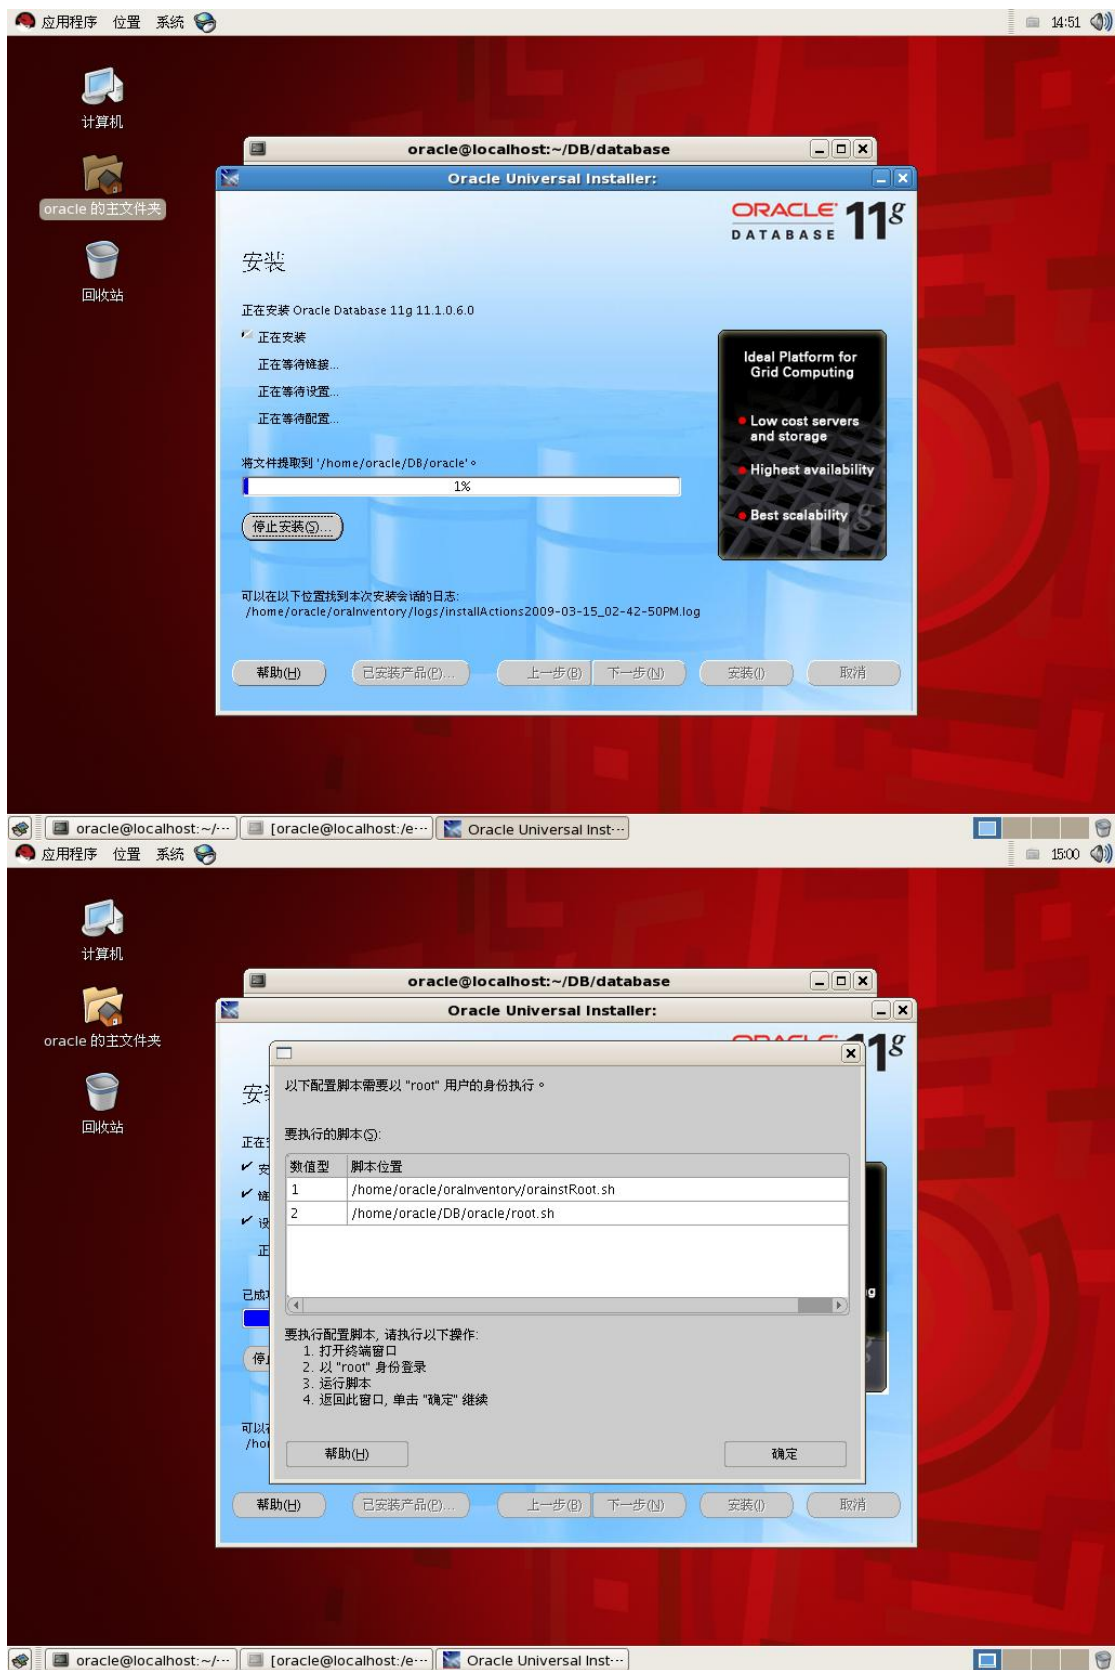 应用程序 位置 系统 14:51
计算机
oracle@localhost:~/DB/database
Oracle Universal Installer:
oracle 的主文件夹
ORACLE 11g
DATABASE
安装
回收站
正在安装 Oracle Database 11g 11.1.0.6.0
正在安装
正在等待链接...
正在等待设置...
正在等待配置...
Ideal Platform for
Grid Computing
Low cost servers
and storage
Highest availability
Best scalability
11g
将文件提取到 '/home/oracle/DB/oracle'。
1%
停止安装(S)...
可以在以下位置找到本次安装会话的日志:
/home/oracle/oraInventory/logs/installActions2009-03-15_02-42-50PM.log
帮助(H) 已安装产品(P)... 上一步(B) 下一步(N) 安装(I) 取消
oracle@localhost:~/··· [oracle@localhost:/e··· Oracle Universal Inst···
应用程序 位置 系统 15:00
计算机
oracle@localhost:~/DB/database
Oracle Universal Installer:
oracle 的主文件夹
11g
回收站
以下配置脚本需要以 "root" 用户的身份执行。
要执行的脚本(S):
数值型 脚本位置
1 /home/oracle/oraInventory/orainstRoot.sh
2 /home/oracle/DB/oracle/root.sh
要执行配置脚本, 请执行以下操作:
1. 打开终端窗口
2. 以 "root" 身份登录
3. 运行脚本
4. 返回此窗口, 单击 "确定" 继续
帮助(H) 确定
帮助(H) 已安装产品(P)... 上一步(B) 下一步(N) 安装(I) 取消
oracle@localhost:~/··· [oracle@localhost:/e··· Oracle Universal Inst···